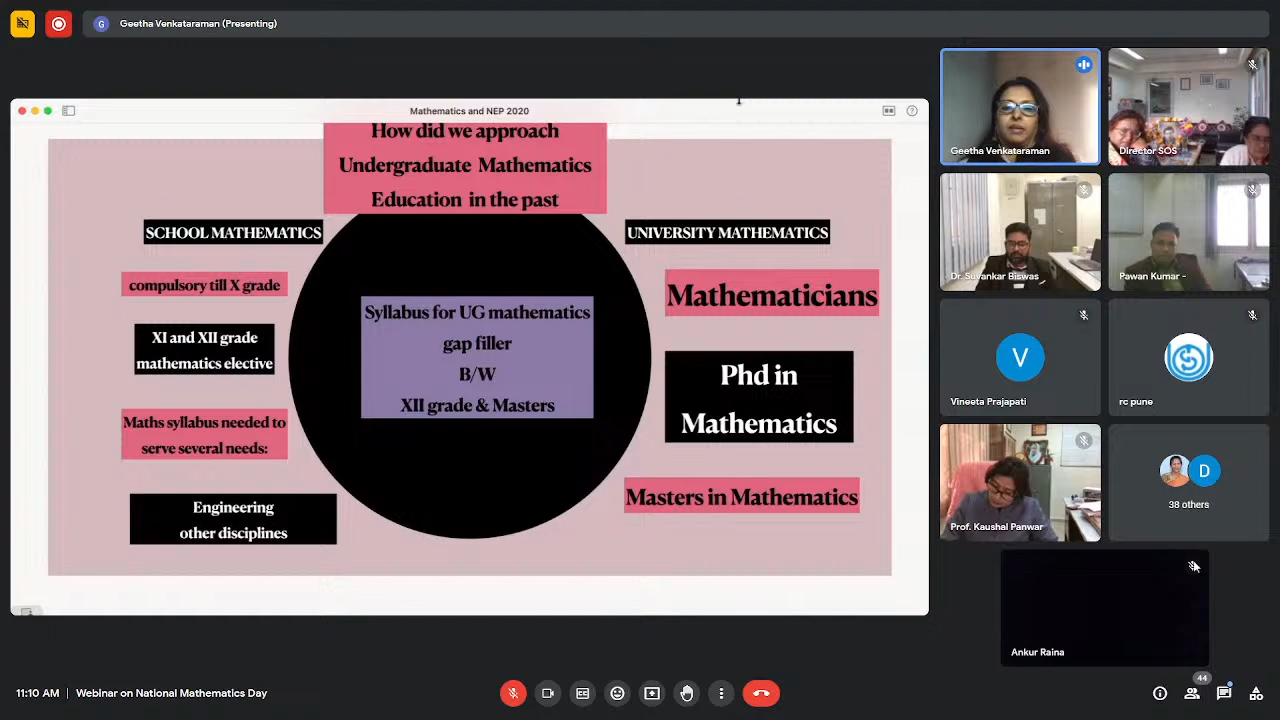 G Geetha Venkataraman (Presenting)
Mathematics and NEP 2020
How did we approach
Undergraduate Mathematics
Education in the past
SCHOOL MATHEMATICS
compulsory till X grade
XI and XII grade
mathematics elective
Maths syllabus needed to
serve several needs:
Engineering
other disciplines
Syllabus for UG mathematics
gap filler
B/W
XII grade & Masters
UNIVERSITY MATHEMATICS
Mathematicians
Phd in
Mathematics
Masters in Mathematics
Geetha Venkataraman
Director SOS
Dr. Suvankar Biswas
Pawan Kumar -
V
Vineeta Prajapati
rc pune
Prof. Kaushal Panwar
D
38 others
Ankur Raina
11:10 AM | Webinar on National Mathematics Day
44